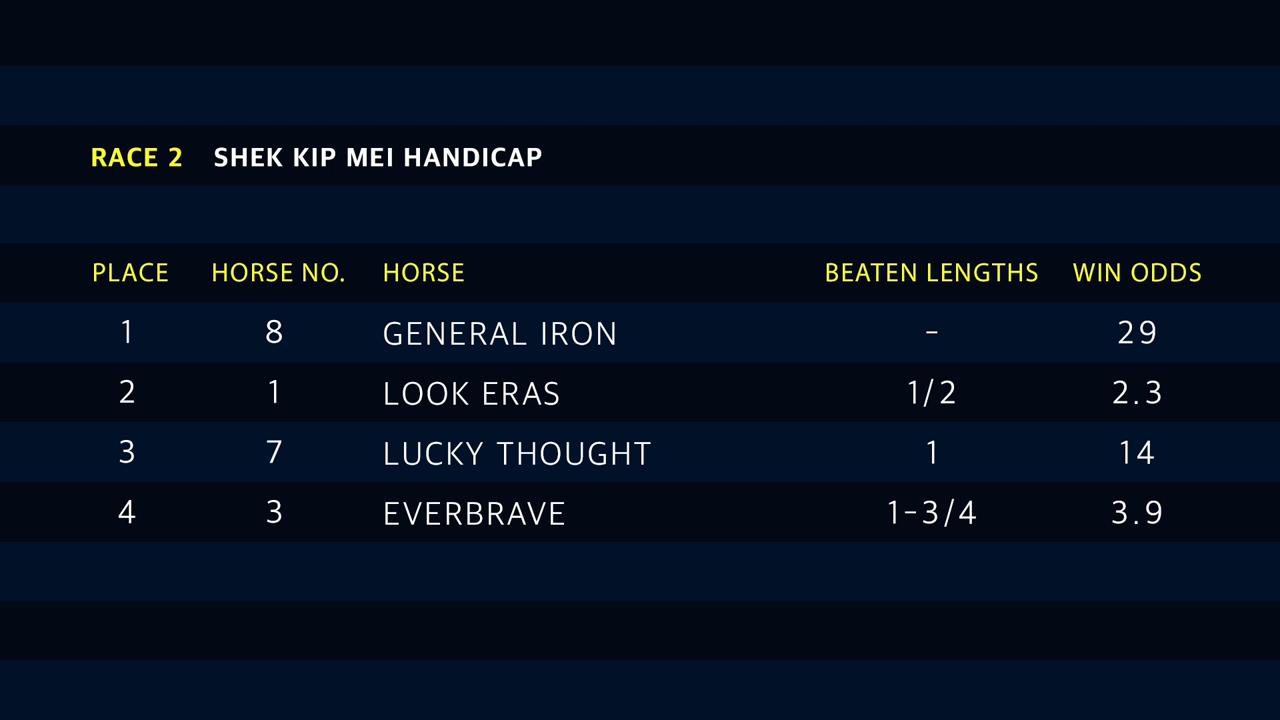 RACE 2 SHEK KIP MEI HANDICAP
PLACE HORSE NO. HORSE BEATEN LENGTHS WIN ODDS
1 8 GENERAL IRON - 29
2 1 LOOK ERAS 1/2 2.3
3 7 LUCKY THOUGHT 1 14
4 3 EVERBRAVE 1-3/4 3.9